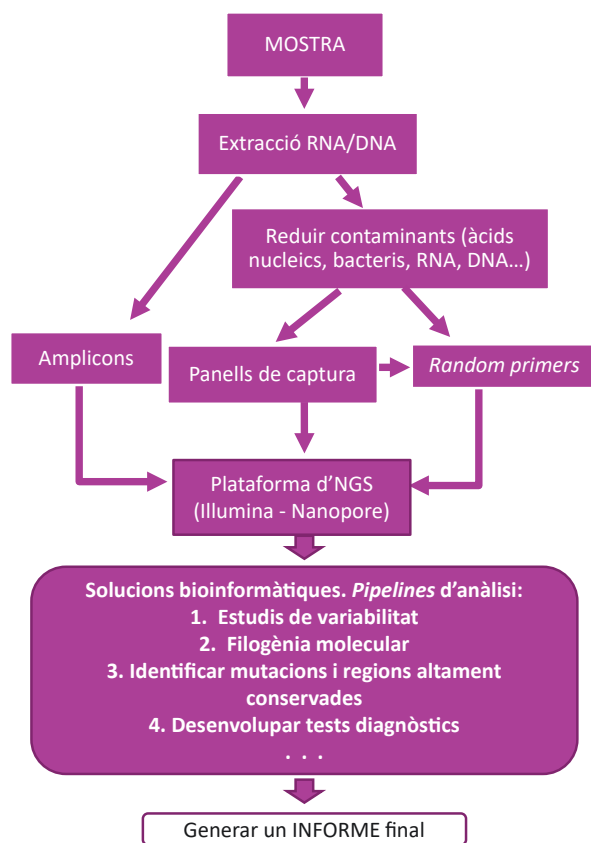 MOSTRA
Extracció RNA/DNA
Reduir contaminants (àcids
nucleics, bacteris, RNA, DNA...)
Amplicons
Panells de captura
Random primers
Plataforma d’NGS
(Illumina - Nanopore)
Solucions bioinformàtiques. Pipelines d’anàlisi:
1. Estudis de variabilitat
2. Filogènia molecular
3. Identificar mutacions i regions altament
conservades
4. Desenvolupar tests diagnòstics
. . .
Generar un INFORME final